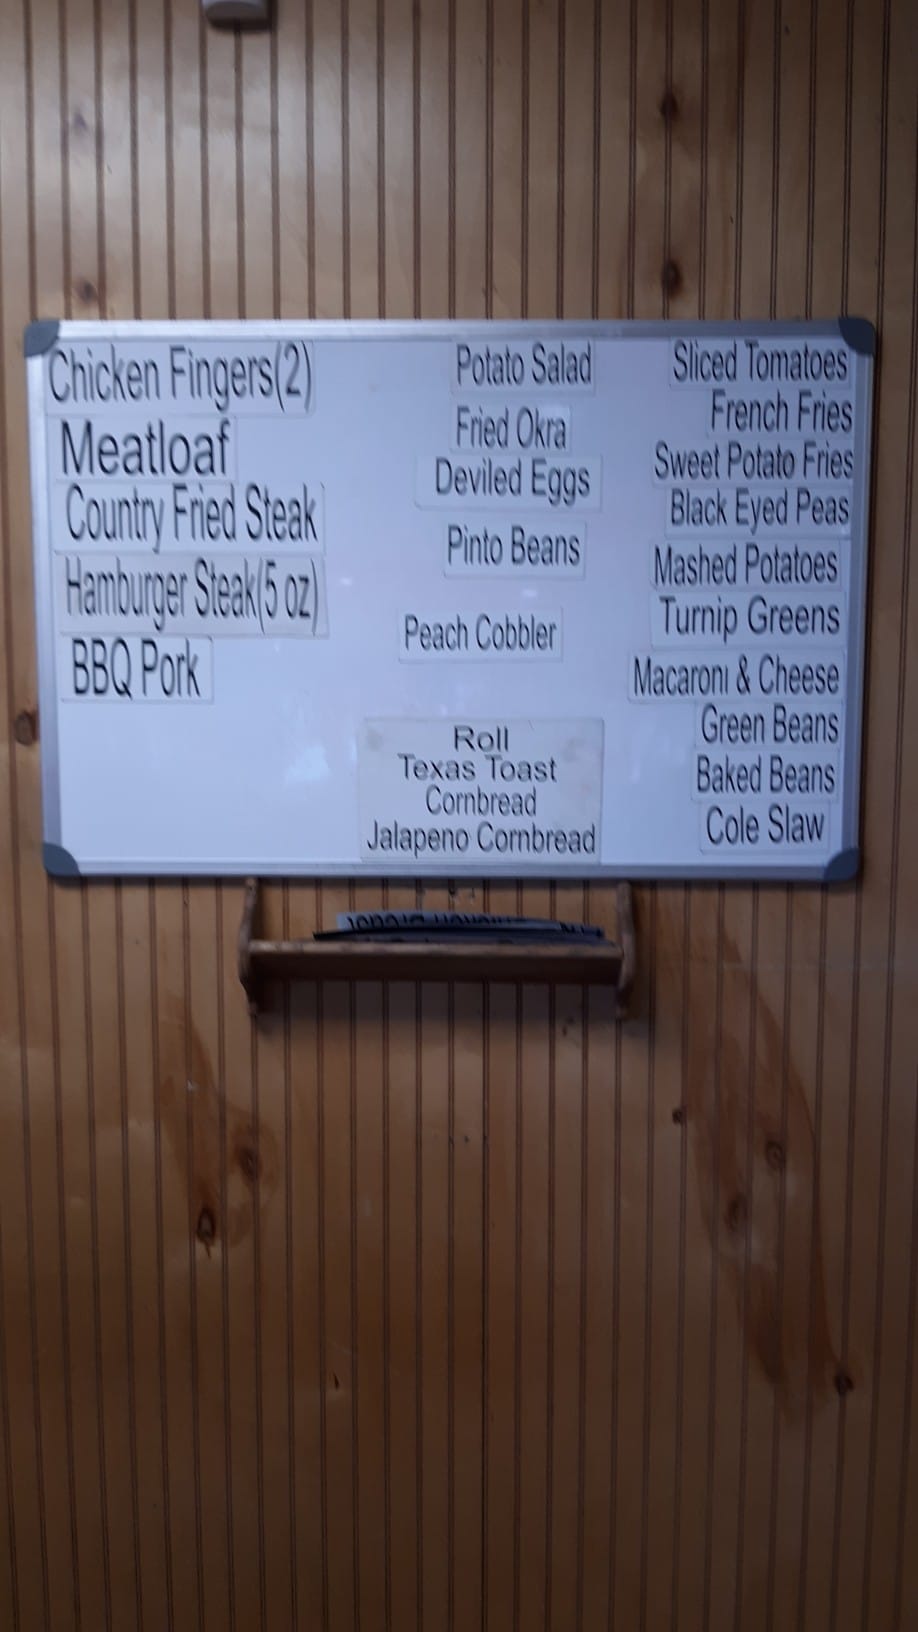 Chicken Fingers(2)
Meatloaf
Country Fried Steak
Hamburger Steak(5 oz)
BBQ Pork
Potato Salad
Fried Okra
Deviled Eggs
Pinto Beans
Peach Cobbler
Roll
Texas Toast
Cornbread
Jalapeno Cornbread
Sliced Tomatoes
French Fries
Sweet Potato Fries
Black Eyed Peas
Mashed Potatoes
Turnip Greens
Macaroni & Cheese
Green Beans
Baked Beans
Cole Slaw